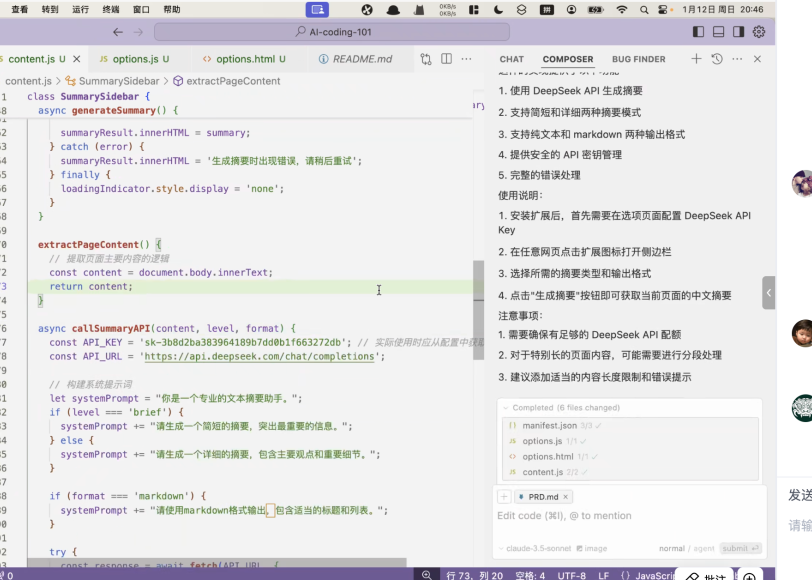 查看 转到 运行 终端 窗口 帮助
0KB/s
0KB/s
1月12日 周日 20:46
AI-coding-101
content.js U
JS options.js U
<> options.html U
README.md
content.js > SummarySidebar > extractPageContent
class SummarySidebar {
async generateSummary() {
summaryResult.innerHTML = summary;
} catch (error) {
summaryResult.innerHTML = '生成摘要时出现错误，请稍后重试';
} finally {
loadingIndicator.style.display = 'none';
}
}
extractPageContent() {
// 提取页面主要内容的逻辑
const content = document.body.innerText;
return content;
}
async callSummaryAPI(content, level, format) {
const API_KEY = 'sk-3b8d2ba383964189b7dd0b1f663272db'; // 实际使用时应从配置中获取
const API_URL = 'https://api.deepseek.com/chat/completions';
// 构建系统提示词
let systemPrompt = "你是一个专业的文本摘要助手。";
if (level === 'brief') {
systemPrompt += "请生成一个简短的摘要，突出最重要的信息。";
} else {
systemPrompt += "请生成一个详细的摘要，包含主要观点和重要细节。";
}
if (format === 'markdown') {
systemPrompt += "请使用markdown格式输出，包含适当的标题和列表。";
}
try {
const response = await fetch(API_URL, {
CHAT COMPOSER BUG FINDER
1. 使用 DeepSeek API 生成摘要
2. 支持简短和详细两种摘要模式
3. 支持纯文本和 markdown 两种输出格式
4. 提供安全的 API 密钥管理
5. 完整的错误处理
使用说明：
1. 安装扩展后，首先需要在选项页面配置 DeepSeek API
Key
2. 在任意网页点击扩展图标打开侧边栏
3. 选择所需的摘要类型和输出格式
4. 点击"生成摘要"按钮即可获取当前页面的中文摘要
注意事项：
1. 需要确保有足够的 DeepSeek API 配额
2. 对于特别长的页面内容，可能需要进行分段处理
3. 建议添加适当的内容长度限制和错误提示
Completed (6 files changed)
{} manifest.json 3/3
JS options.js 1/1
<> options.html 1/1
JS content.js 2/2
+ PRD.md ×
Edit code (⌘I), @ to mention
claude-3.5-sonnet image
normal / agent submit
行 73，列 20 空格: 4 UTF-8 LF {} JavaScri
批注
发送
请输